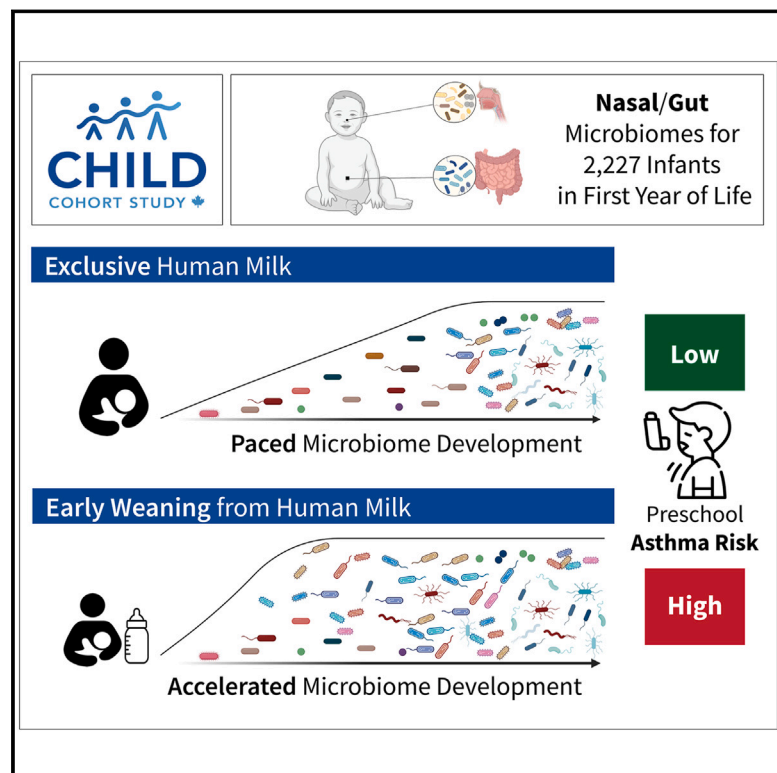 CHILD
COHORT STUDY
Nasal/Gut
Microbiomes for
2,227 Infants
in First Year of Life
Exclusive Human Milk
Paced Microbiome Development
Early Weaning from Human Milk
Accelerated Microbiome Development
Low
Preschool
Asthma Risk
High